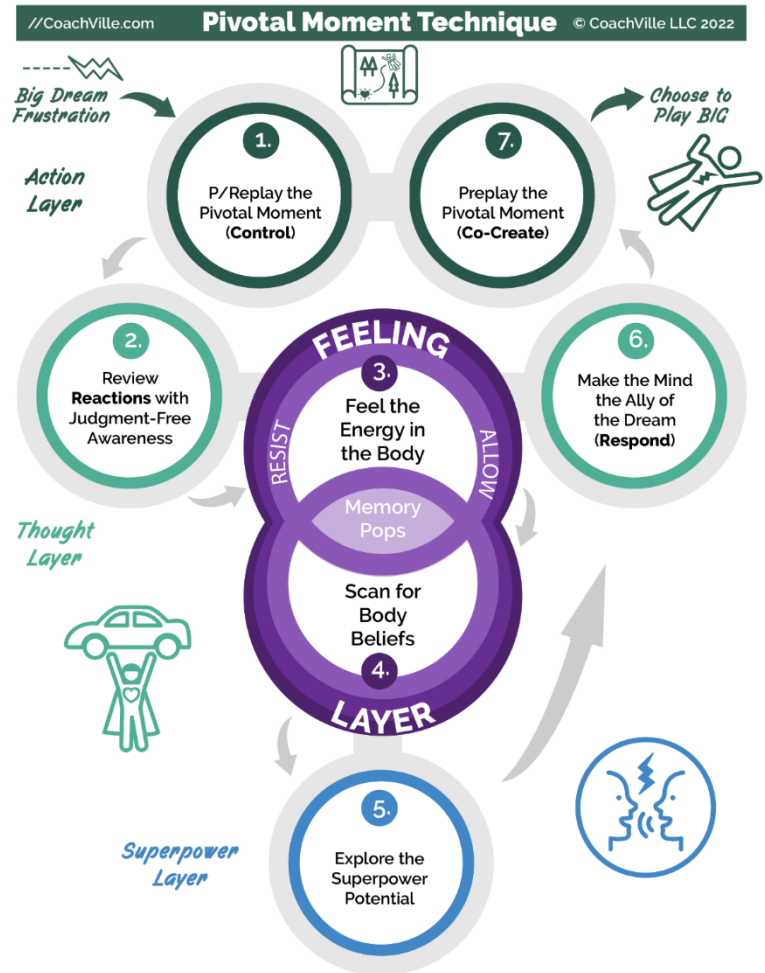 //CoachVille.com
Pivotal Moment Technique
© CoachVille LLC 2022
Big Dream
Frustration
Choose to
Play BIG
Action
Layer
1.
P/Replay the
Pivotal Moment
(Control)
7.
Preplay the
Pivotal Moment
(Co-Create)
2.
Review
Reactions with
Judgment-Free
Awareness
FEELING
3.
Feel the
Energy in
the Body
RESIST
ALLOW
6.
Make the Mind
the Ally of
the Dream
(Respond)
Memory
Pops
Thought
Layer
Scan for
Body
Beliefs
4.
LAYER
5.
Explore the
Superpower
Potential
Superpower
Layer